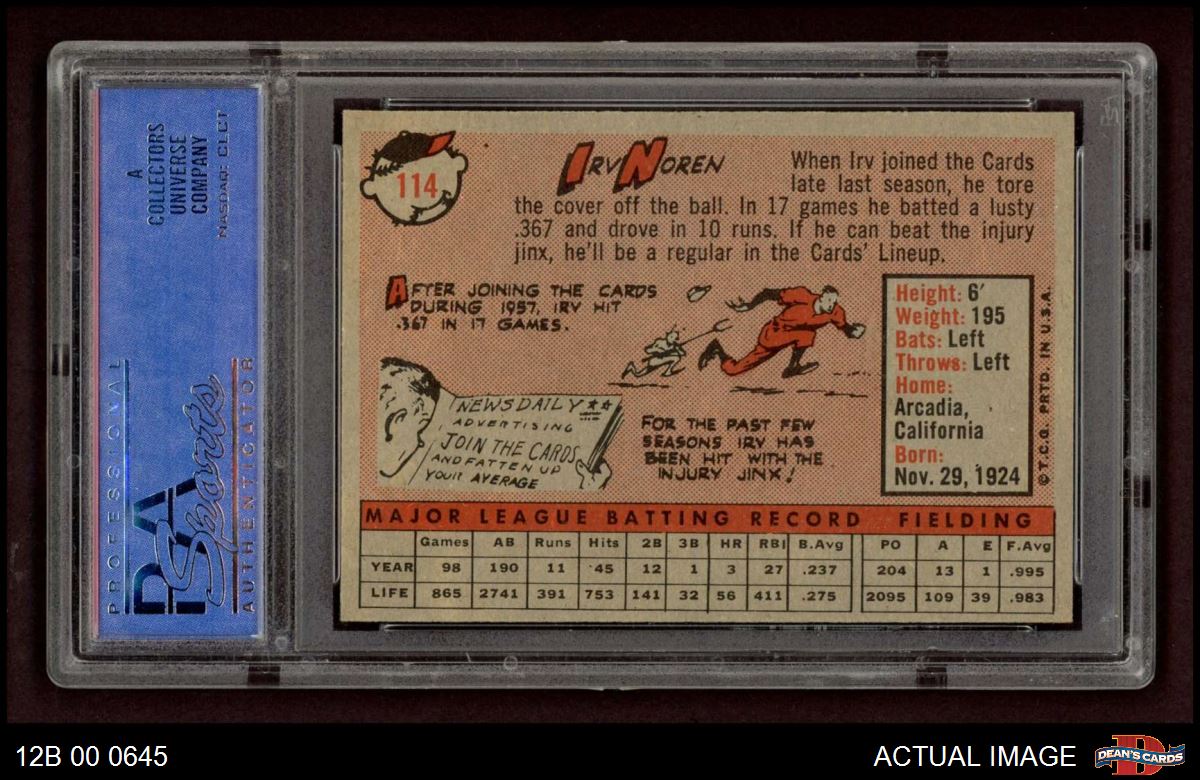 A
COLLECTORS
UNIVERSE
COMPANY
NASDAQ: CLCT
PROFESSIONAL
PSA
Sports
AUTHENTICATOR
114
IRV NOREN
When Irv joined the Cards
late last season, he tore
the cover off the ball. In 17 games he batted a lusty
.367 and drove in 10 runs. If he can beat the injury
jinx, he'll be a regular in the Cards' Lineup.
AFTER JOINING THE CARDS
DURING 1957, IRV HIT
.367 IN 17 GAMES.
NEWS DAILY
ADVERTISING
JOIN THE CARDS
AND FATTEN UP
YOUR AVERAGE
FOR THE PAST FEW
SEASONS IRV HAS
BEEN HIT WITH THE
INJURY JINX!
Height: 6'
Weight: 195
Bats: Left
Throws: Left
Home:
Arcadia,
California
Born:
Nov. 29, 1924
© T.C.G. PRTD. IN U.S.A.
MAJOR LEAGUE BATTING RECORD FIELDING
Games AB Runs Hits 2B 3B HR RBI B.Avg PO A E F.Avg
YEAR 98 190 11 45 12 1 3 27 .237 204 13 1 .995
LIFE 865 2741 391 753 141 32 56 411 .275 2095 109 39 .983
12B 00 0645
ACTUAL IMAGE
DEAN'S CARDS